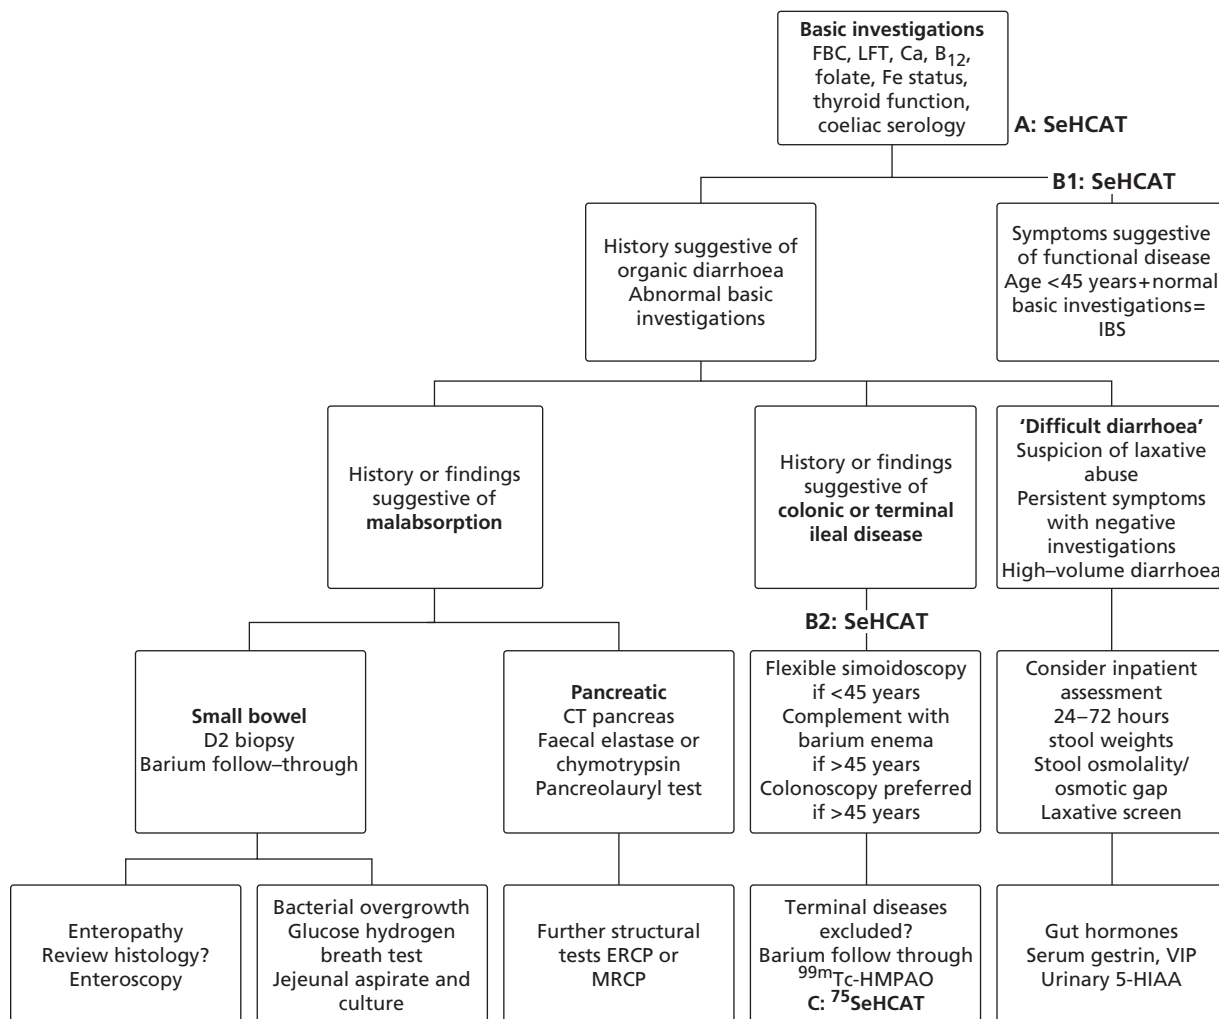 Basic investigations
FBC, LFT, Ca, B12,
folate, Fe status,
thyroid function,
coeliac serology
A: SeHCAT
B1: SeHCAT
History suggestive of
organic diarrhoea
Abnormal basic
investigations
Symptoms suggestive
of functional disease
Age <45 years+normal
basic investigations=
IBS
History or findings
suggestive of
malabsorption
History or findings
suggestive of
colonic or terminal
ileal disease
‘Difficult diarrhoea’
Suspicion of laxative
abuse
Persistent symptoms
with negative
investigations
High–volume diarrhoea
B2: SeHCAT
Small bowel
D2 biopsy
Barium follow–through
Pancreatic
CT pancreas
Faecal elastase or
chymotrypsin
Pancreolauryl test
Flexible simoidoscopy
if <45 years
Complement with
barium enema
if >45 years
Colonoscopy preferred
if >45 years
Consider inpatient
assessment
24–72 hours
stool weights
Stool osmolality/
osmotic gap
Laxative screen
Enteropathy
Review histology?
Enteroscopy
Bacterial overgrowth
Glucose hydrogen
breath test
Jejeunal aspirate and
culture
Further structural
tests ERCP or
MRCP
Terminal diseases
excluded?
Barium follow through
99mTc-HMPAO
C: 75SeHCAT
Gut hormones
Serum gestrin, VIP
Urinary 5-HIAA